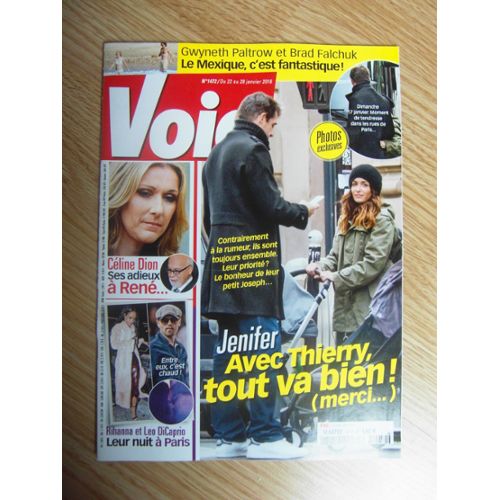 Gwyneth Paltrow et Brad Falchuk
Le Mexique, c'est fantastique!
N°1472 / Du 22 au 28 janvier 2016
Voici
Photos
exclusives
Dimanche
17 janvier. Moment
de tendresse
dans les rues de
Paris...
Céline Dion
Ses adieux
à René...
Contrairement
à la rumeur, ils sont
toujours ensemble.
Leur priorité?
Le bonheur de leur
petit Joseph...
Jenifer
Avec Thierry,
tout va bien!
(merci...)
Entre
eux, c'est
chaud!
Rihanna et Leo DiCaprio
Leur nuit à Paris